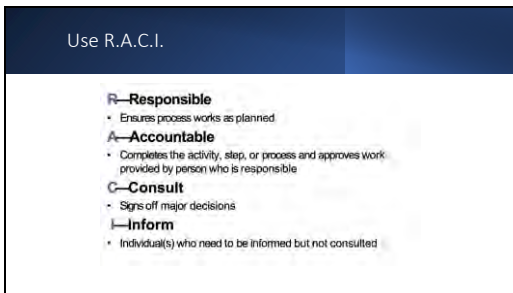 Use R.A.C.I.
R—Responsible
• Ensures process works as planned
A—Accountable
• Completes the activity, step, or process and approves work
provided by person who is responsible
C—Consult
• Signs off major decisions
I—Inform
• Individual(s) who need to be informed but not consulted